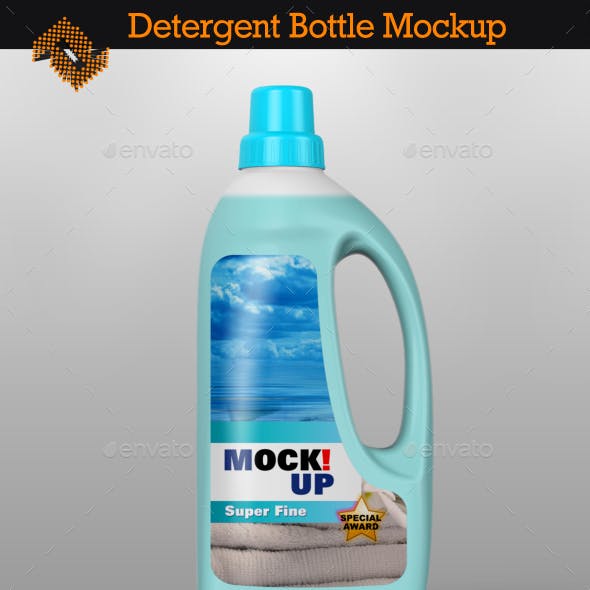 Detergent Bottle Mockup
envato
envato
MOCK!
UP
Super Fine
SPECIAL
AWARD
envato
envato